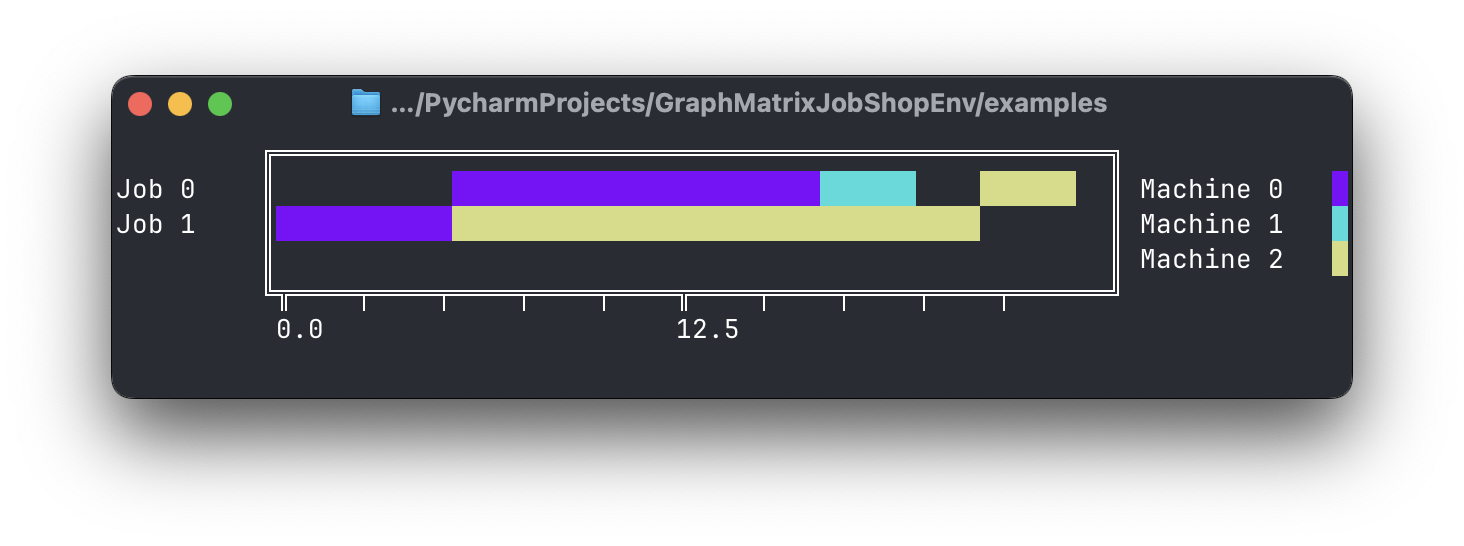 .../PycharmProjects/GraphMatrixJobShopEnv/examples
Job 0
Job 1
Machine 0
Machine 1
Machine 2
0.0 12.5